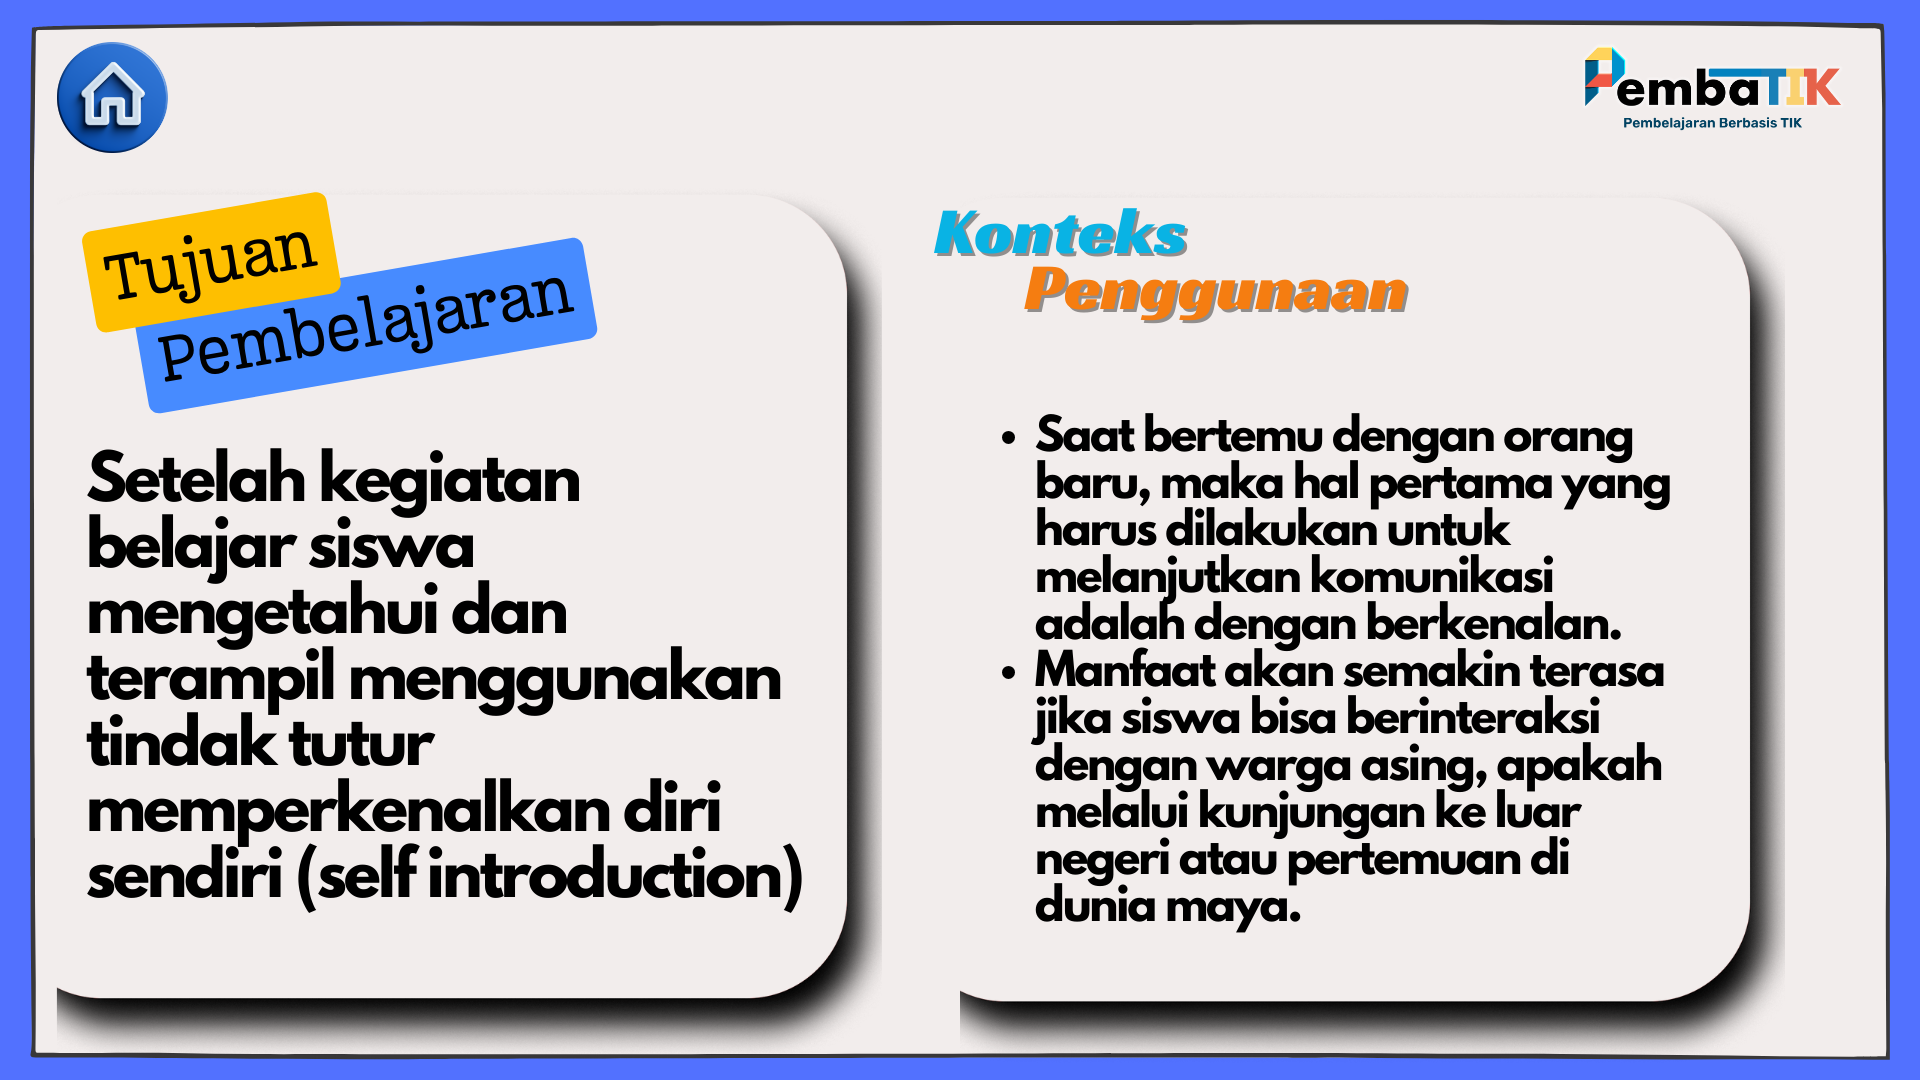 PembaTIK
Pembelajaran Berbasis TIK
Tujuan
Pembelajaran
Setelah kegiatan
belajar siswa
mengetahui dan
terampil menggunakan
tindak tutur
memperkenalkan diri
sendiri (self introduction)
Konteks
Penggunaan
• Saat bertemu dengan orang
baru, maka hal pertama yang
harus dilakukan untuk
melanjutkan komunikasi
adalah dengan berkenalan.
• Manfaat akan semakin terasa
jika siswa bisa berinteraksi
dengan warga asing, apakah
melalui kunjungan ke luar
negeri atau pertemuan di
dunia maya.